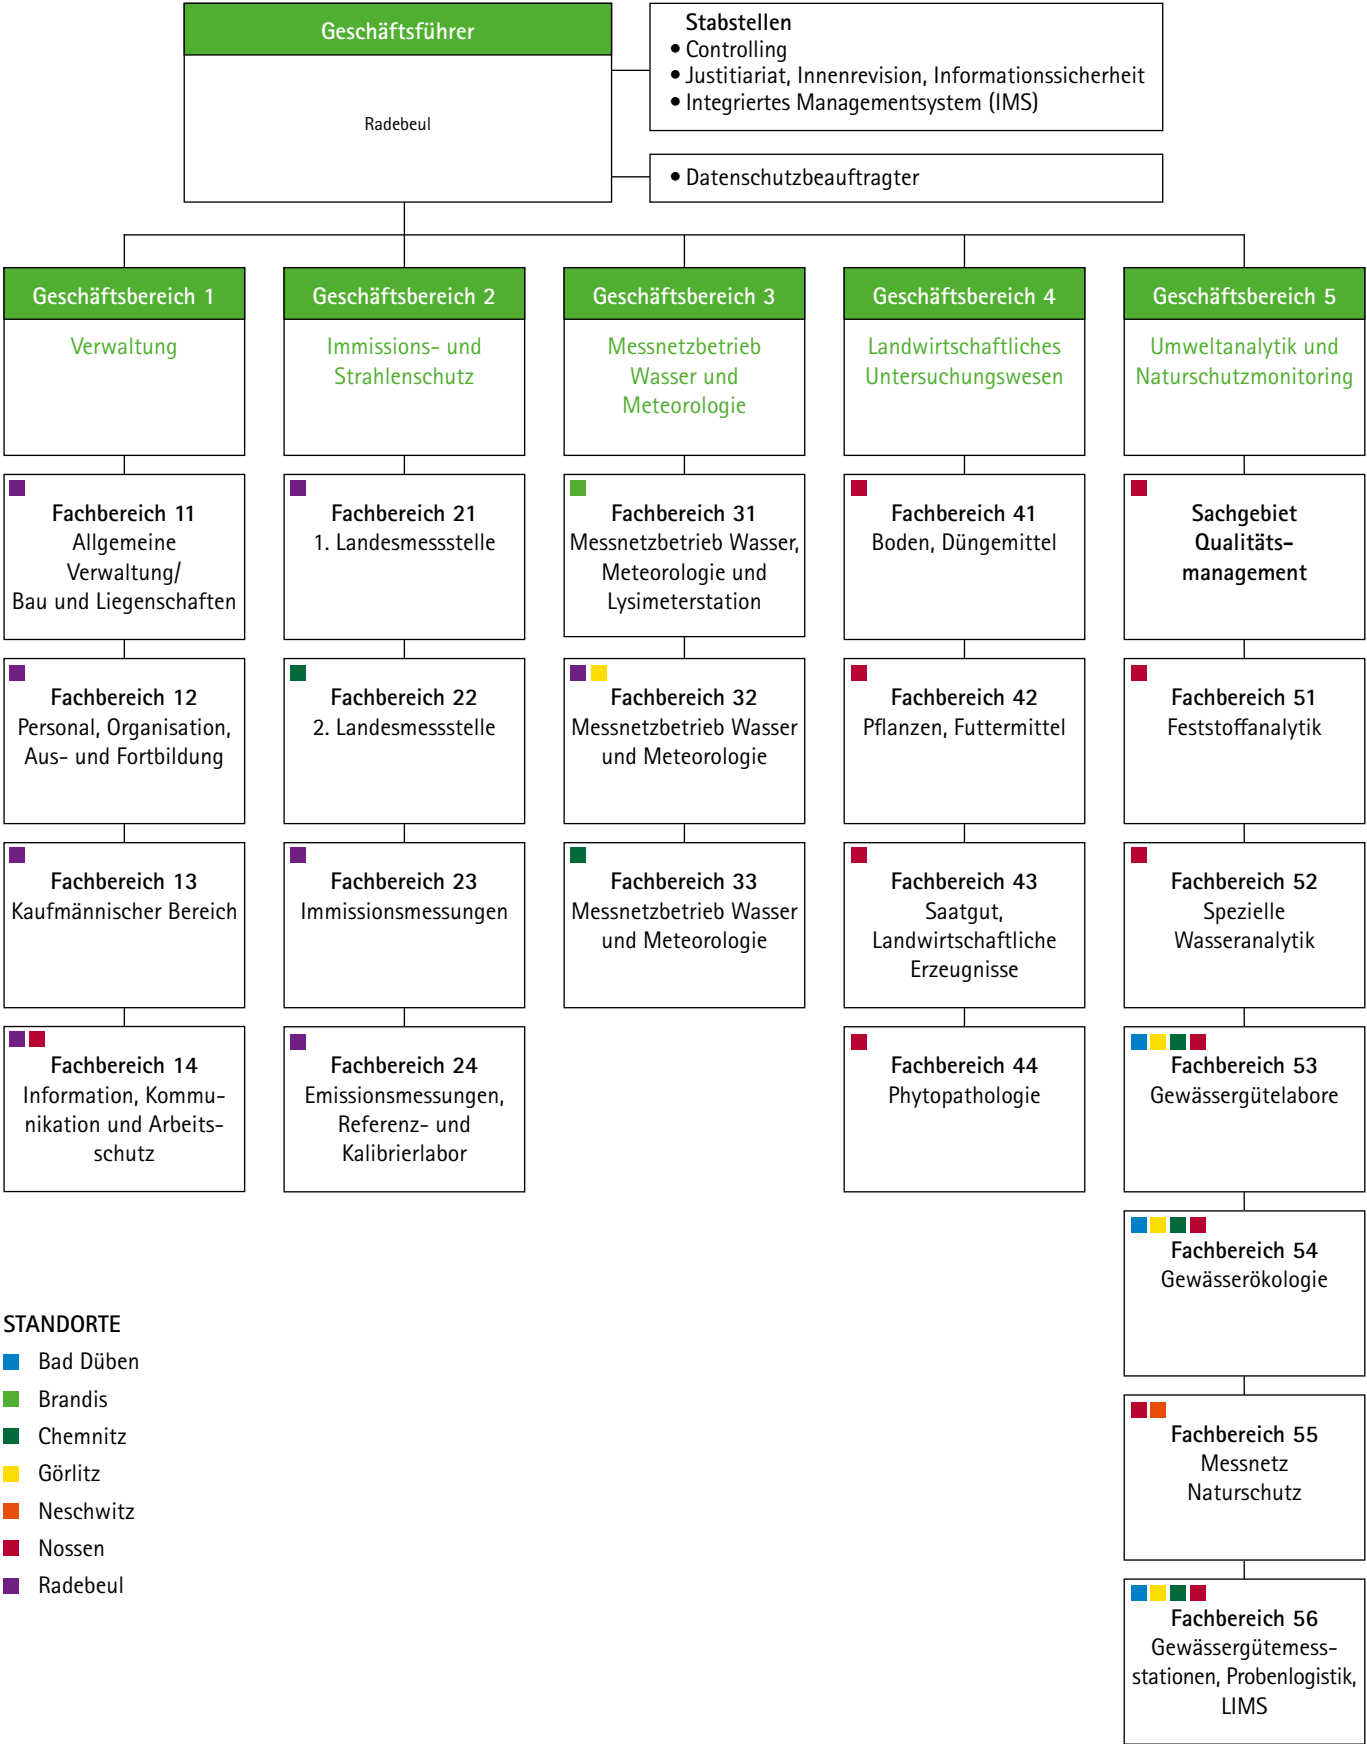 Geschäftsführer
Radebeul
Stabstellen
• Controlling
• Justitiariat, Innenrevision, Informationssicherheit
• Integriertes Managementsystem (IMS)
• Datenschutzbeauftragter
Geschäftsbereich 1
Verwaltung
Fachbereich 11
Allgemeine
Verwaltung/
Bau und Liegenschaften
Fachbereich 12
Personal, Organisation,
Aus- und Fortbildung
Fachbereich 13
Kaufmännischer Bereich
Fachbereich 14
Information, Kommu-
nikation und Arbeits-
schutz
Geschäftsbereich 2
Immissions- und
Strahlenschutz
Fachbereich 21
1. Landesmessstelle
Fachbereich 22
2. Landesmessstelle
Fachbereich 23
Immissionsmessungen
Fachbereich 24
Emissionsmessungen,
Referenz- und
Kalibrierlabor
Geschäftsbereich 3
Messnetzbetrieb
Wasser und
Meteorologie
Fachbereich 31
Messnetzbetrieb Wasser,
Meteorologie und
Lysimeterstation
Fachbereich 32
Messnetzbetrieb Wasser
und Meteorologie
Fachbereich 33
Messnetzbetrieb Wasser
und Meteorologie
Geschäftsbereich 4
Landwirtschaftliches
Untersuchungswesen
Fachbereich 41
Boden, Düngemittel
Fachbereich 42
Pflanzen, Futtermittel
Fachbereich 43
Saatgut,
Landwirtschaftliche
Erzeugnisse
Fachbereich 44
Phytopathologie
Geschäftsbereich 5
Umweltanalytik und
Naturschutzmonitoring
Sachgebiet
Qualitäts-
management
Fachbereich 51
Feststoffanalytik
Fachbereich 52
Spezielle
Wasseranalytik
Fachbereich 53
Gewässergütelabore
Fachbereich 54
Gewässerökologie
Fachbereich 55
Messnetz
Naturschutz
Fachbereich 56
Gewässergütemess-
stationen, Probenlogistik,
LIMS
STANDORTE
Bad Düben
Brandis
Chemnitz
Görlitz
Neschwitz
Nossen
Radebeul